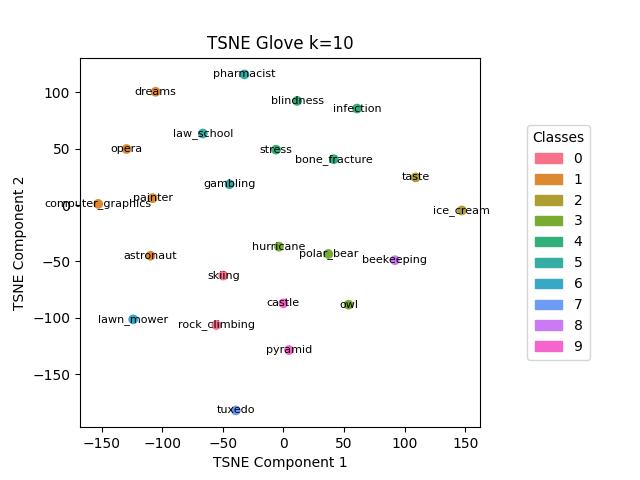 TSNE Glove k=10
pharmacist
dreams
blindness
infection
law_school
opera
stress
bone_fracture
taste
gambling
painter
computer_graphics
ice_cream
hurricane
polar_bear
astronaut
beekeeping
skiing
castle
owl
lawn_mower
rock_climbing
pyramid
tuxedo
100
50
0
−50
−100
−150
TSNE Component 2
−150
−100
−50
0
50
100
150
TSNE Component 1
Classes
0
1
2
3
4
5
6
7
8
9